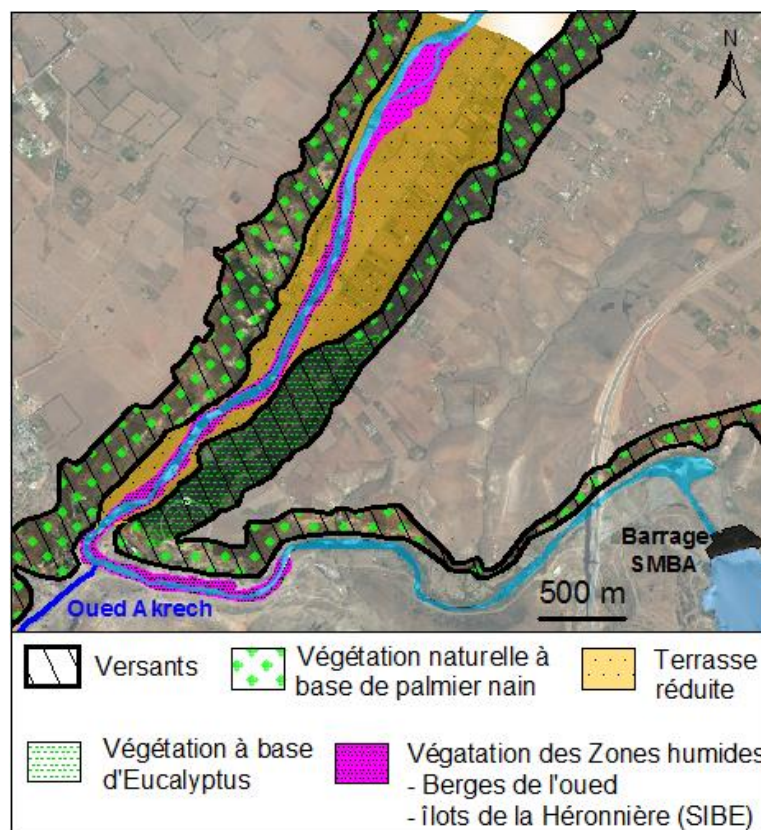 N
Barrage
SMBA
500 m
Oued Akrech
Versants
Végétation naturelle à
base de palmier nain
Terrasse
réduite
Végétation à base
d'Eucalyptus
Végatation des Zones humides
- Berges de l'oued
- îlots de la Héronnière (SIBE)